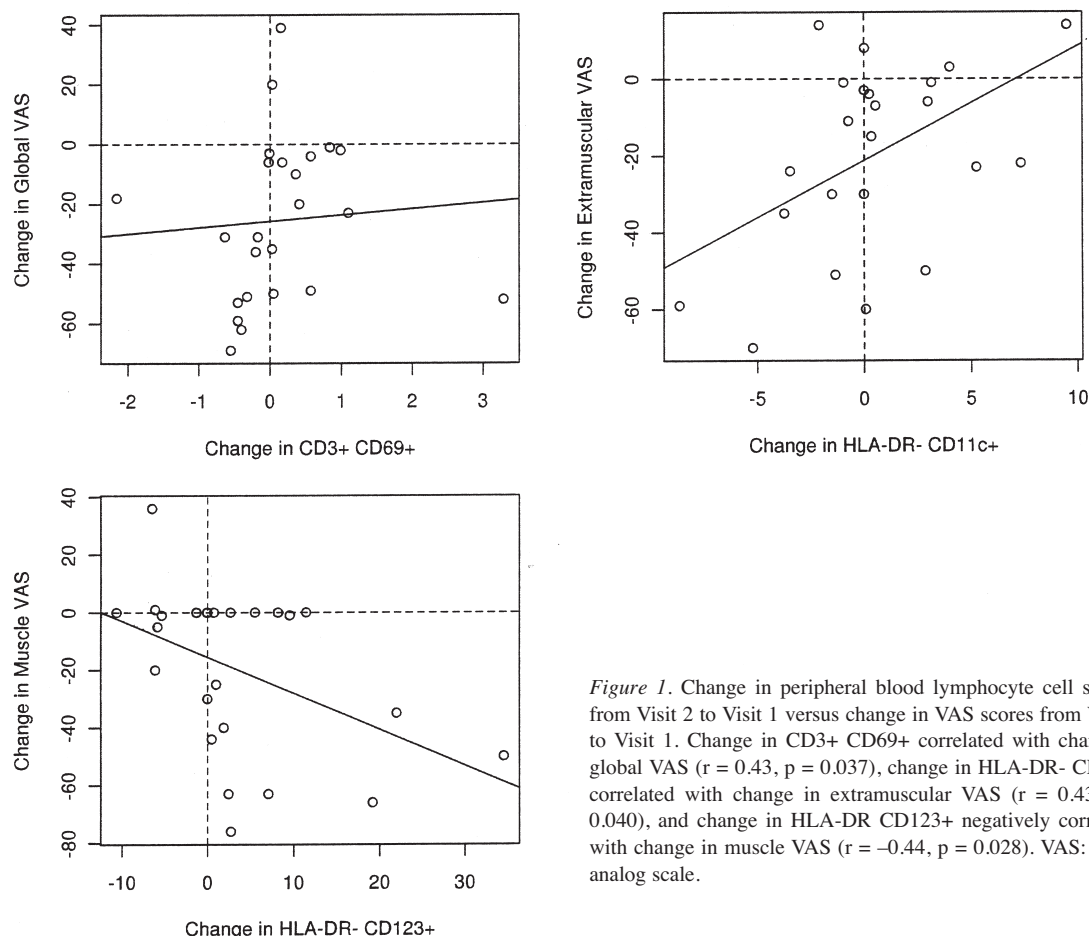 Change in Global VAS
40
20
0
-20
-40
-60
-2 -1 0 1 2 3
Change in CD3+ CD69+
Change in Extramuscular VAS
0
-20
-40
-60
-5 0 5 10
Change in HLA-DR- CD11c+
Change in Muscle VAS
40
20
0
-20
-40
-60
-80
-10 0 10 20 30
Change in HLA-DR- CD123+
Figure 1. Change in peripheral blood lymphocyte cell
from Visit 2 to Visit 1 versus change in VAS scores from
to Visit 1. Change in CD3+ CD69+ correlated with
global VAS (r = 0.43, p = 0.037), change in HLA-DR-
correlated with change in extramuscular VAS (r = 0.43
0.040), and change in HLA-DR CD123+ negatively
with change in muscle VAS (r = –0.44, p = 0.028). VAS:
analog scale.